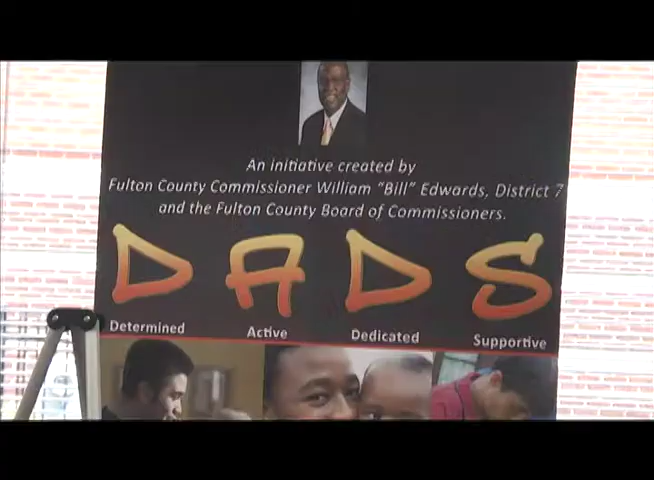 An initiative created by
Fulton County Commissioner William "Bill" Edwards, District 7
and the Fulton County Board of Commissioners.
DADS
Determined Active Dedicated Supportive